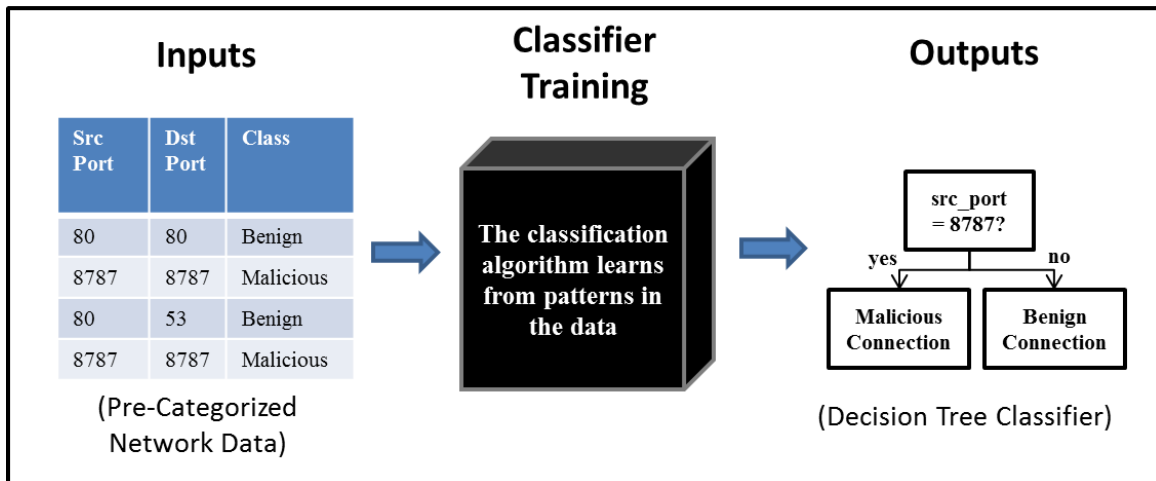 Inputs
Classifier
Training
Outputs
Src
Port
Dst
Port
Class
80 80 Benign
8787 8787 Malicious
80 53 Benign
8787 8787 Malicious
(Pre-Categorized
Network Data)
The classification
algorithm learns
from patterns in
the data
src_port
= 8787?
yes
no
Malicious
Connection
Benign
Connection
(Decision Tree Classifier)